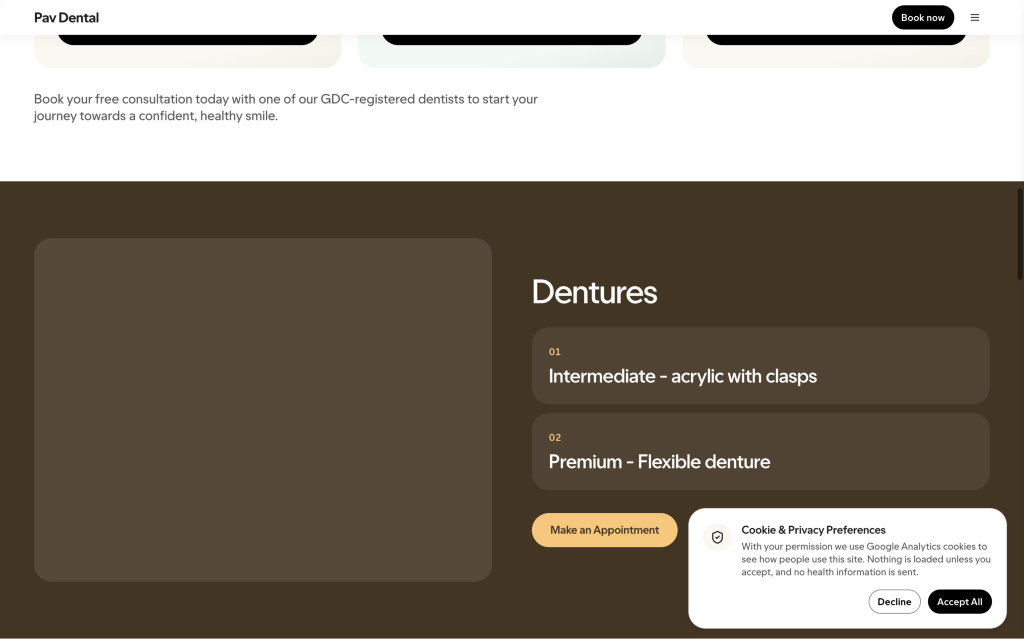 Pav Dental
Book now
Book your free consultation today with one of our GDC-registered dentists to start your
journey towards a confident, healthy smile.
Dentures
01
Intermediate - acrylic with clasps
02
Premium - Flexible denture
Make an Appointment
Cookie & Privacy Preferences
With your permission we use Google Analytics cookies to
see how people use this site. Nothing is loaded unless you
accept, and no health information is sent.
Decline
Accept All